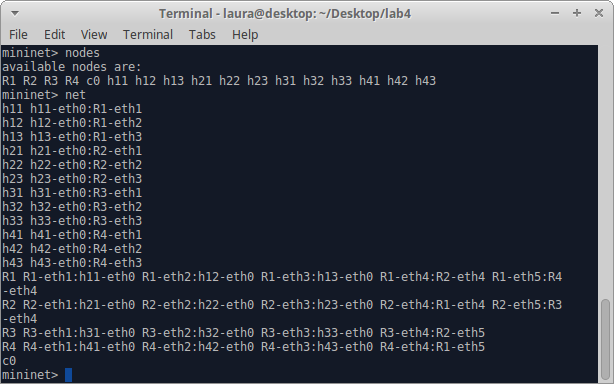 Terminal - laura@desktop: ~/Desktop/lab4
File Edit View Terminal Tabs Help
mininet> nodes
available nodes are:
R1 R2 R3 R4 c0 h11 h12 h13 h21 h22 h23 h31 h32 h33 h41 h42 h43
mininet> net
h11 h11-eth0:R1-eth1
h12 h12-eth0:R1-eth2
h13 h13-eth0:R1-eth3
h21 h21-eth0:R2-eth1
h22 h22-eth0:R2-eth2
h23 h23-eth0:R2-eth3
h31 h31-eth0:R3-eth1
h32 h32-eth0:R3-eth2
h33 h33-eth0:R3-eth3
h41 h41-eth0:R4-eth1
h42 h42-eth0:R4-eth2
h43 h43-eth0:R4-eth3
R1 R1-eth1:h11-eth0 R1-eth2:h12-eth0 R1-eth3:h13-eth0 R1-eth4:R2-eth4 R1-eth5:R4
-eth4
R2 R2-eth1:h21-eth0 R2-eth2:h22-eth0 R2-eth3:h23-eth0 R2-eth4:R1-eth4 R2-eth5:R3
-eth4
R3 R3-eth1:h31-eth0 R3-eth2:h32-eth0 R3-eth3:h33-eth0 R3-eth4:R2-eth5
R4 R4-eth1:h41-eth0 R4-eth2:h42-eth0 R4-eth3:h43-eth0 R4-eth4:R1-eth5
c0
mininet>